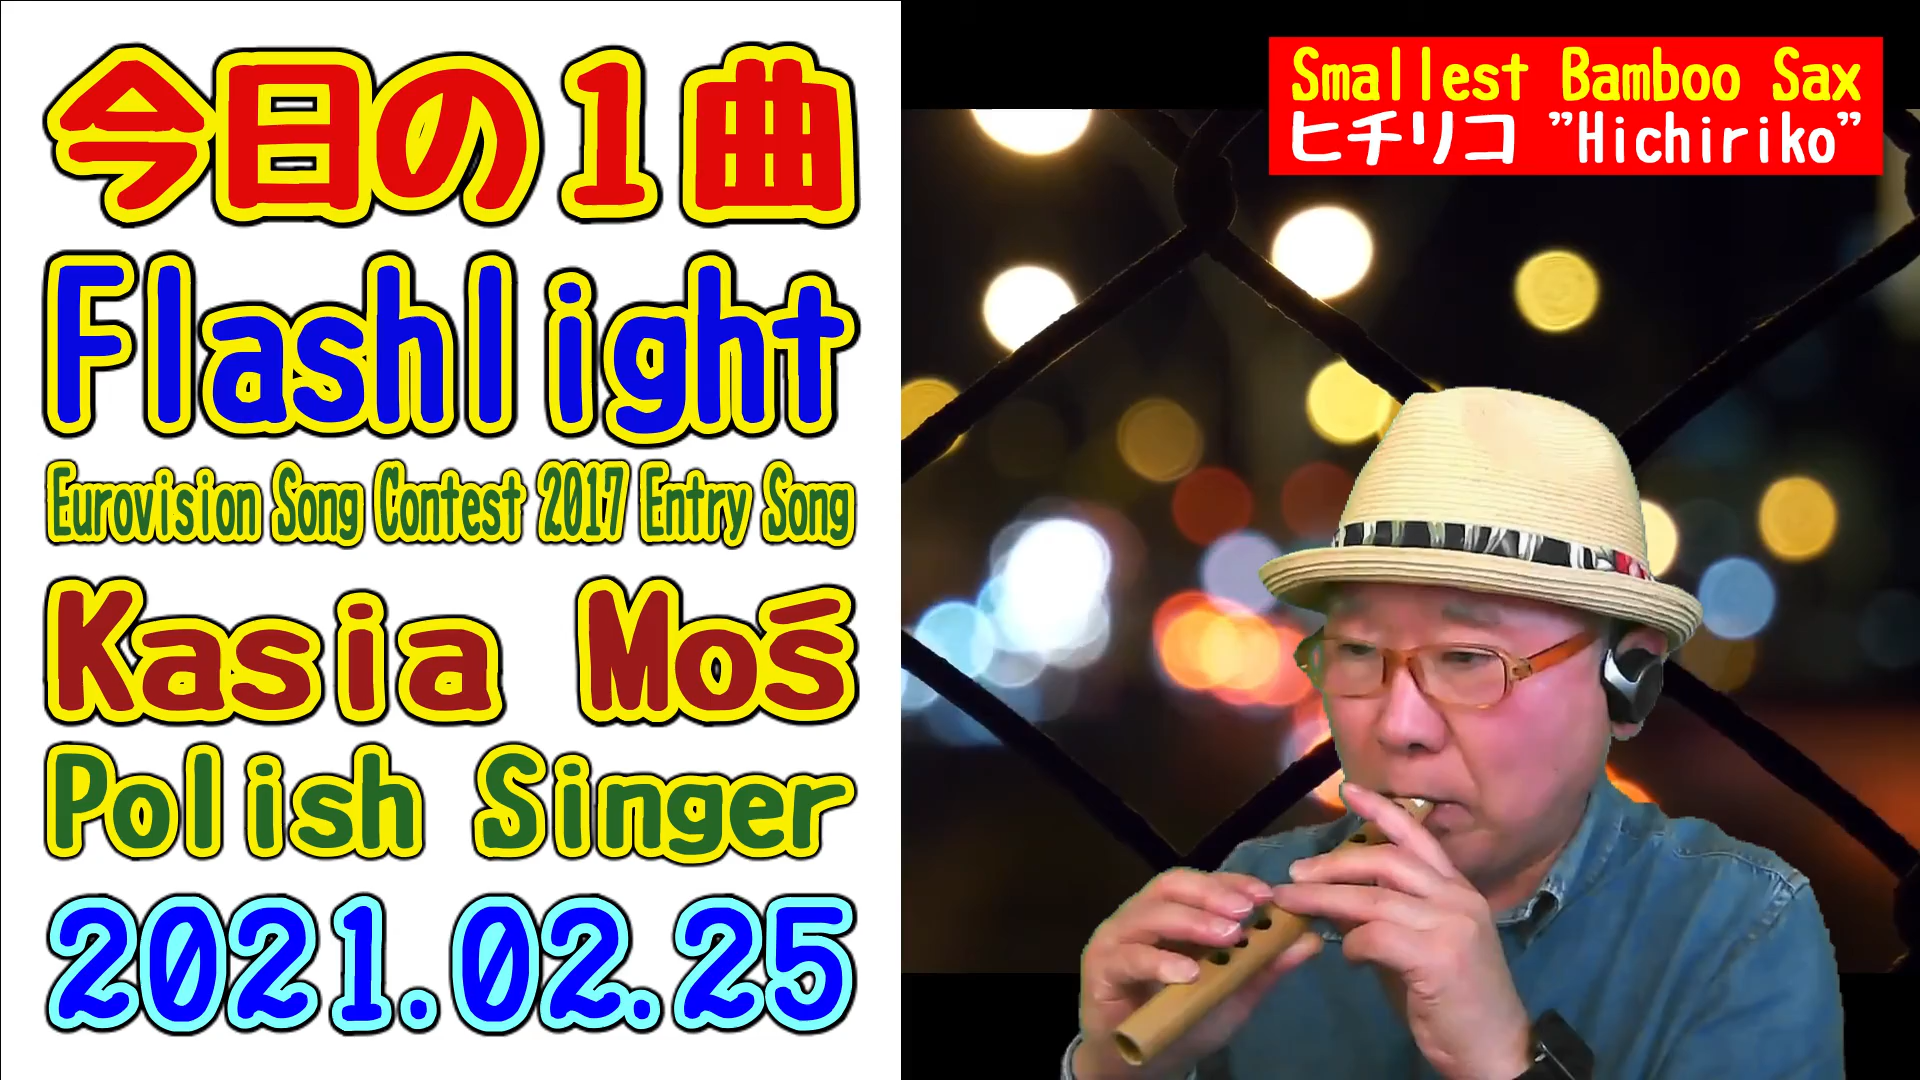 今日の１曲
Flashlight
Eurovision Song Contest 2017 Entry Song
Kasia Moś
Polish Singer
2021.02.25
Smallest Bamboo Sax
ヒチリコ ”Hichiriko”